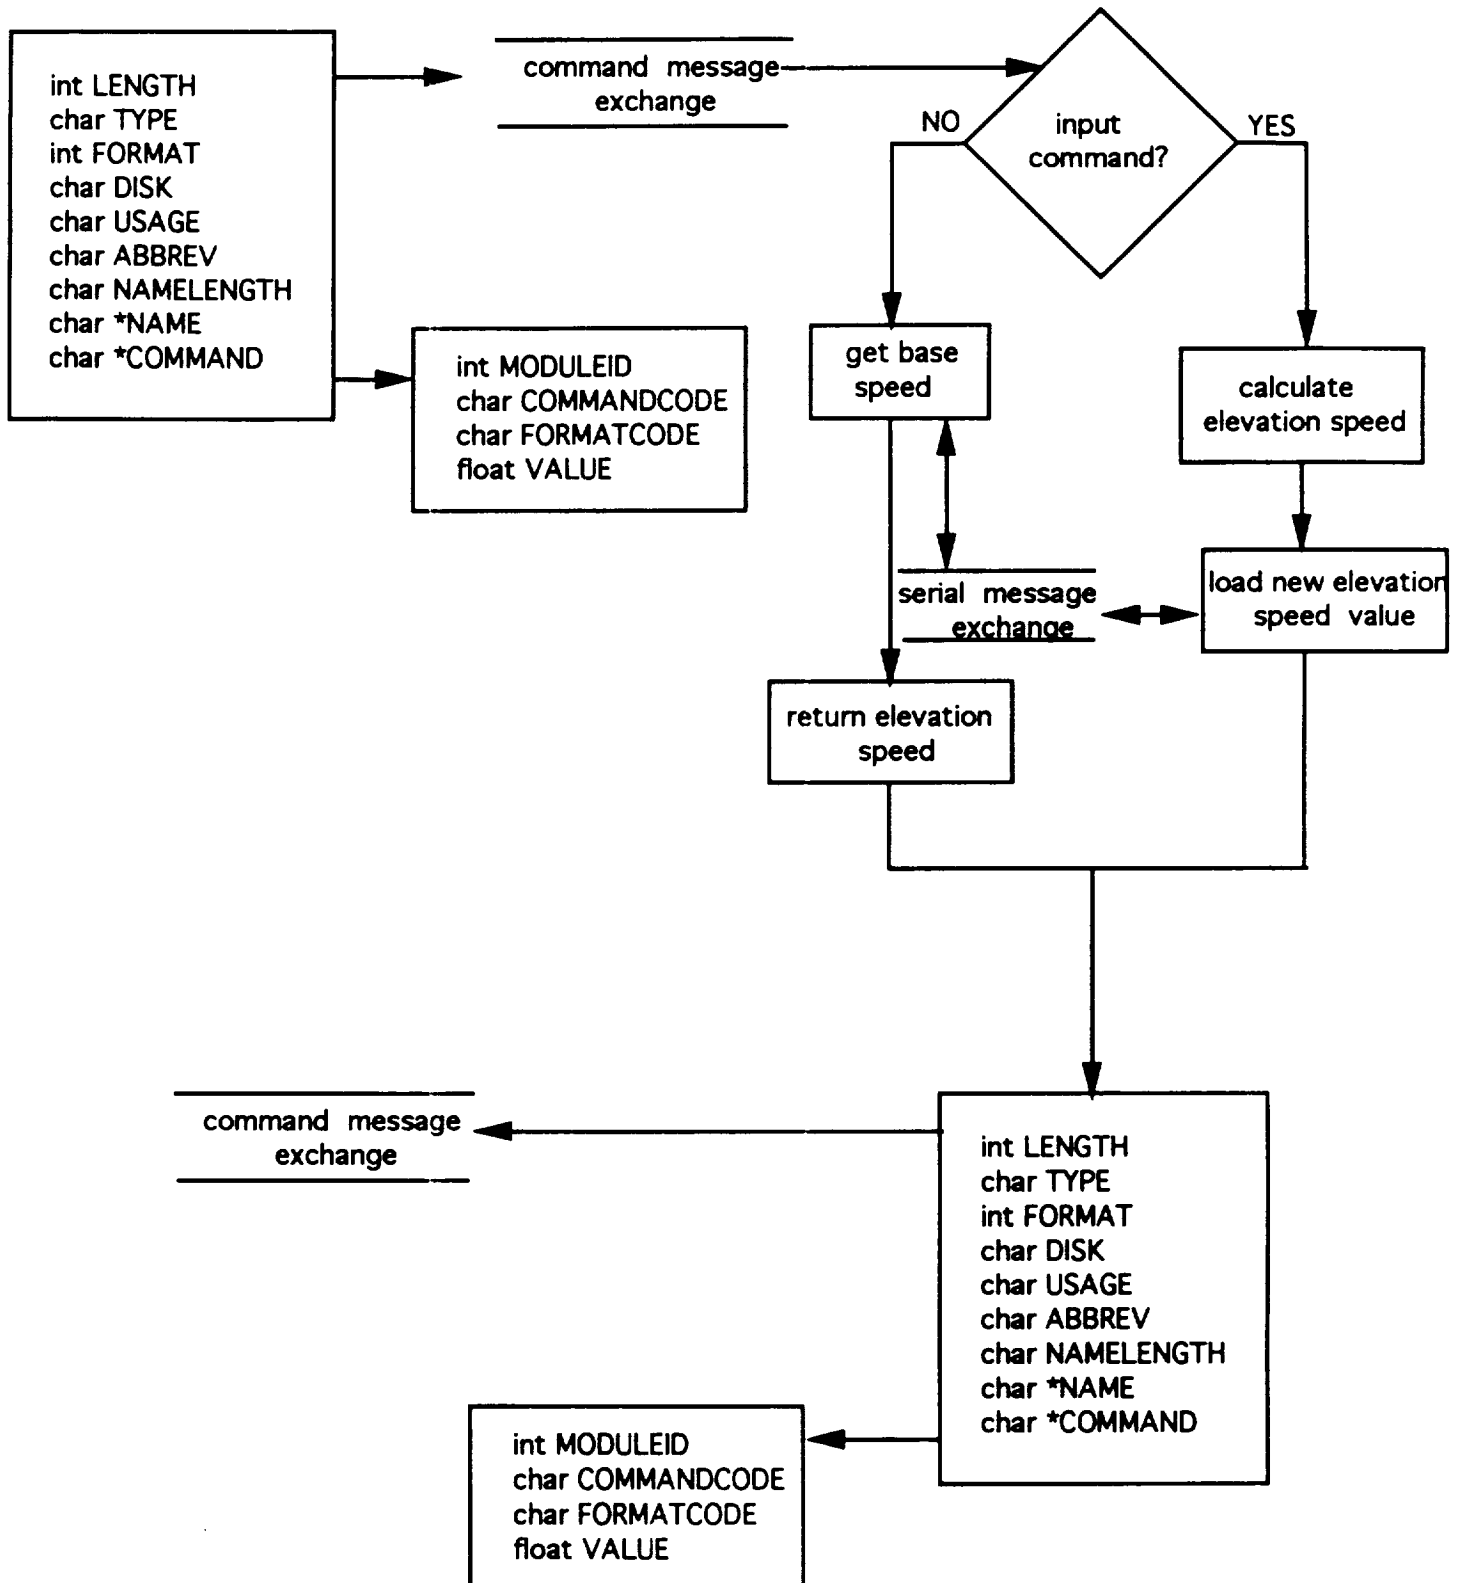 int LENGTH
char TYPE
int FORMAT
char DISK
char USAGE
char ABBREV
char NAMELENGTH
char *NAME
char *COMMAND
command message
exchange
input
command?
NO
YES
int MODULEID
char COMMANDCODE
char FORMATCODE
float VALUE
get base
speed
calculate
elevation speed
serial message
exchange
load new elevation
speed value
return elevation
speed
command message
exchange
int LENGTH
char TYPE
int FORMAT
char DISK
char USAGE
char ABBREV
char NAMELENGTH
char *NAME
char *COMMAND
int MODULEID
char COMMANDCODE
char FORMATCODE
float VALUE